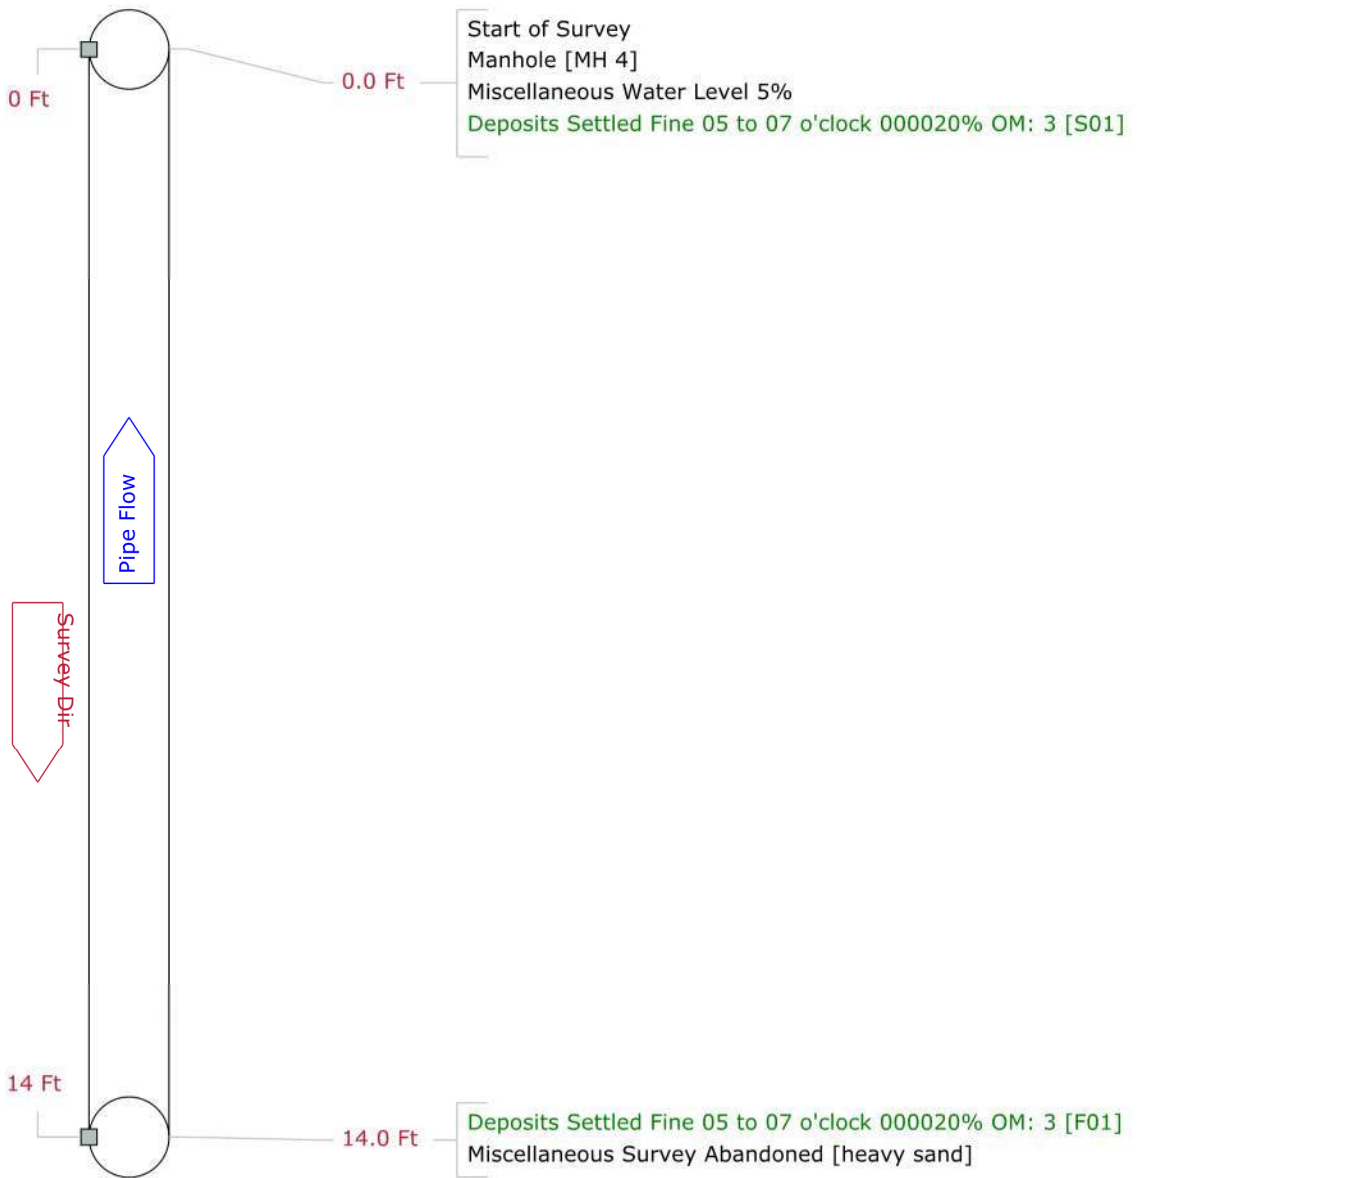 0 Ft
0.0 Ft
Start of Survey
Manhole [MH 4]
Miscellaneous Water Level 5%
Deposits Settled Fine 05 to 07 o'clock 000020% OM: 3 [S01]
Pipe Flow
Survey Dir
14 Ft
14.0 Ft
Deposits Settled Fine 05 to 07 o'clock 000020% OM: 3 [F01]
Miscellaneous Survey Abandoned [heavy sand]